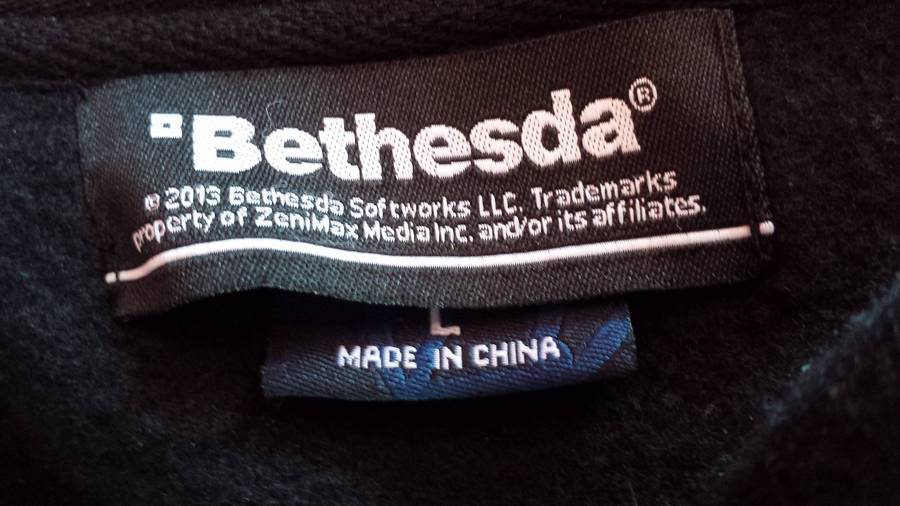 Bethesda®
© 2013 Bethesda Softworks LLC. Trademarks
property of ZeniMax Media Inc. and/or its affiliates.
L
MADE IN CHINA